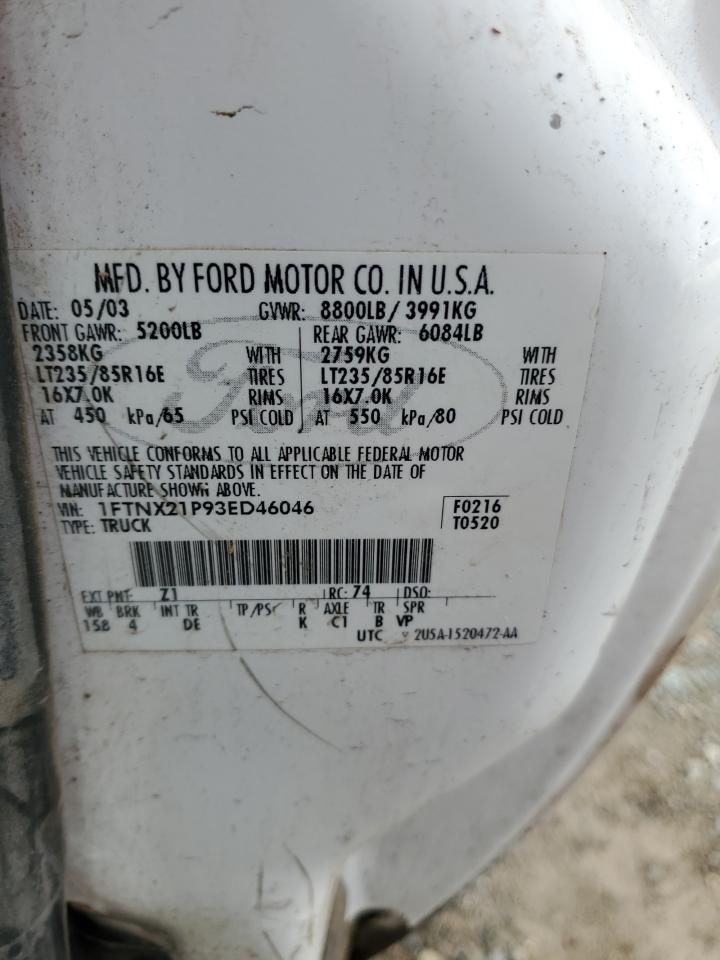 MFD. BY FORD MOTOR CO. IN U.S.A.
DATE: 05/03 GVWR: 8800LB/ 3991KG
FRONT GAWR: 5200LB REAR GAWR: 6084LB
2358KG WITH 2759KG WITH
LT235/85R16E TIRES LT235/85R16E TIRES
16X7.0K RIMS 16X7.0K RIMS
AT 450 kPa/65 PSI COLD AT 550 kPa/80 PSI COLD
Ford
THIS VEHICLE CONFORMS TO ALL APPLICABLE FEDERAL MOTOR
VEHICLE SAFETY STANDARDS IN EFFECT ON THE DATE OF
MANUFACTURE SHOWN ABOVE.
VIN: 1FTNX21P93ED46046 F0216
TYPE: TRUCK T0520
EXT PNT: Z1 RC: 74 DSO:
WB BRK INT TR TP/PS R AXLE TR SPR
158 4 DE K C1 B VP
UTC 2U5A-1520472-AA